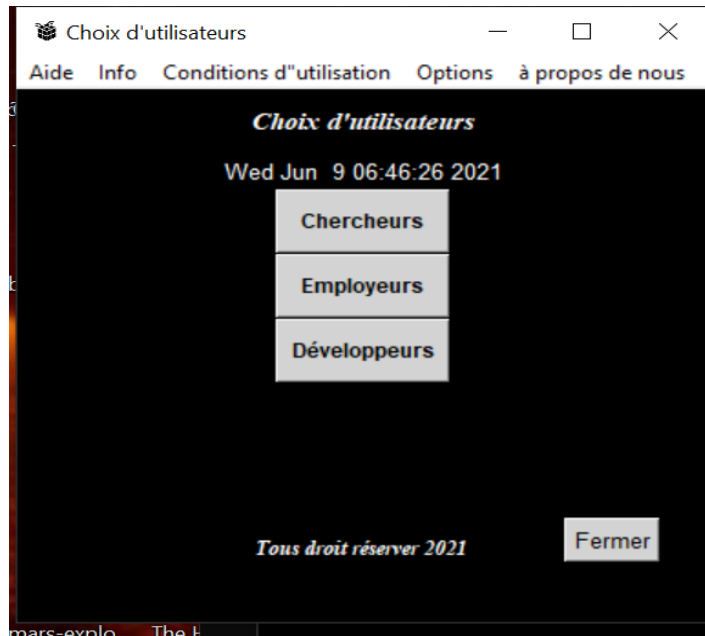 Choix d'utilisateurs
Aide Info Conditions d"utilisation Options à propos de nous
Choix d'utilisateurs
Wed Jun  9 06:46:26 2021
Chercheurs
Employeurs
Développeurs
Fermer
Tous droit réserver 2021
mars-explo The